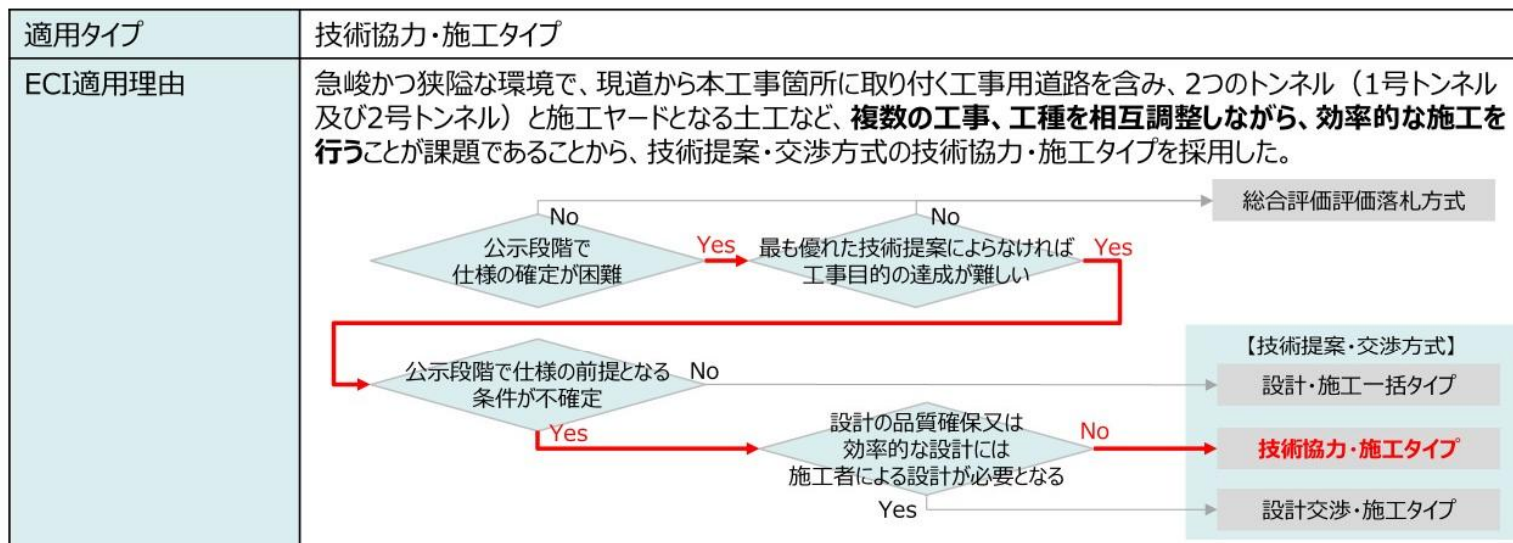 適用タイプ
技術協力・施工タイプ
ECI適用理由
急峻かつ狭隘な環境で、現道から本工事箇所に取り付く工事用道路を含み、2つのトンネル（1号トンネル
及び2号トンネル）と施工ヤードとなる土工など、複数の工事、工種を相互調整しながら、効率的な施工を
行うことが課題であることから、技術提案・交渉方式の技術協力・施工タイプを採用した。
総合評価評価落札方式
No
No
公示段階で
仕様の確定が困難
Yes
最も優れた技術提案によらなければ
工事目的の達成が難しい
Yes
【技術提案・交渉方式】
公示段階で仕様の前提となる
条件が不確定
No
設計・施工一括タイプ
Yes
設計の品質確保又は
効率的な設計には
施工者による設計が必要となる
No
技術協力・施工タイプ
Yes
設計交渉・施工タイプ